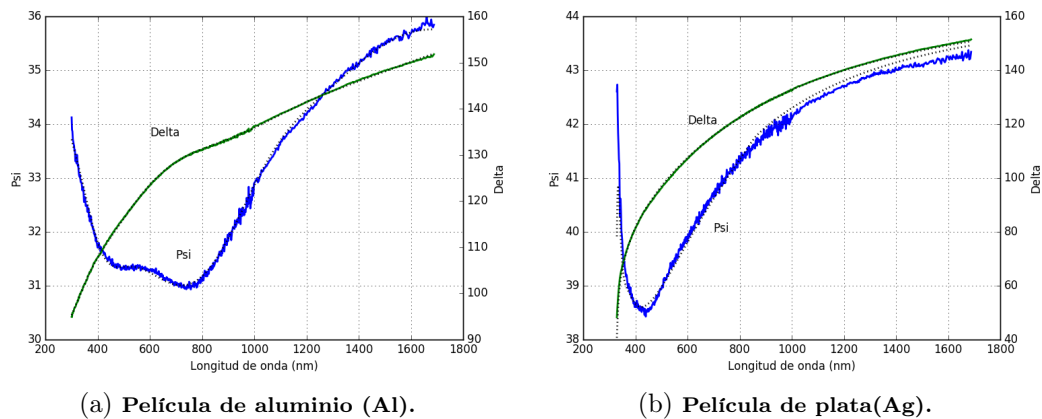 36
35
34
33
32
31
30
Psi
160
150
140
130
120
110
100
90
Delta
Delta
Psi
200 400 600 800 1000 1200 1400 1600 1800
Longitud de onda (nm)
(a) Película de aluminio (Al).
44
43
42
41
40
39
38
Psi
160
140
120
100
80
60
40
Delta
Delta
Psi
200 400 600 800 1000 1200 1400 1600 1800
Longitud de onda (nm)
(b) Película de plata(Ag).